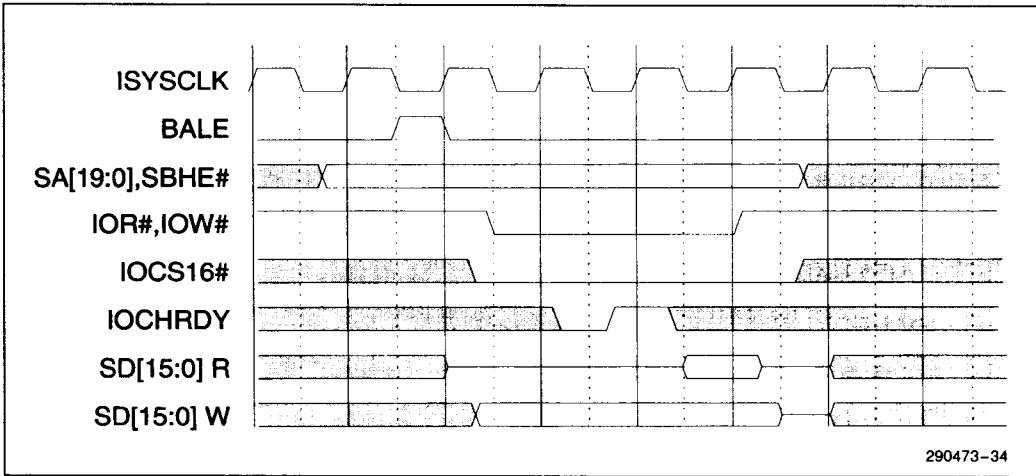 ISYSCLK
BALE
SA[19:0],SBHE#
IOR#,IOW#
IOCS16#
IOCHRDY
SD[15:0] R
SD[15:0] W
290473-34